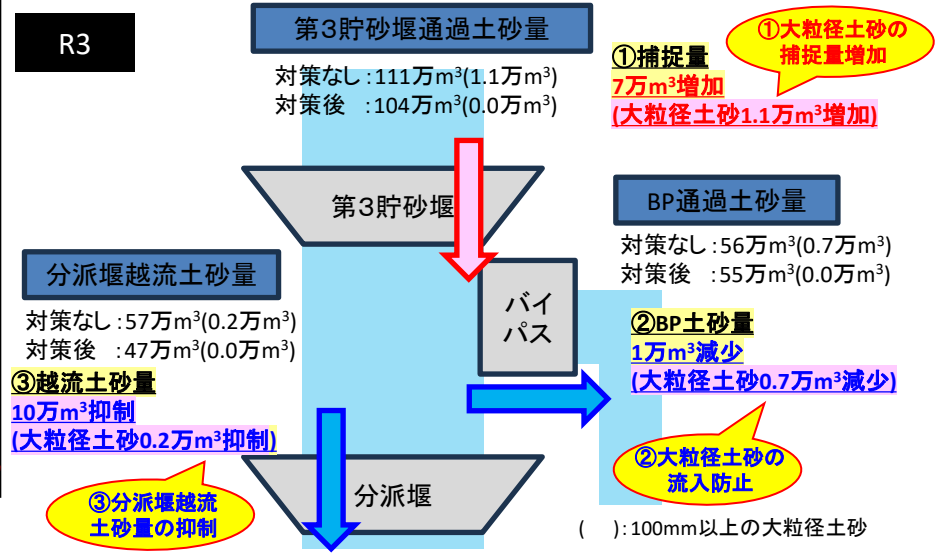 R3
第3貯砂堰通過土砂量
対策なし:111万m³(1.1万m³)
対策後 :104万m³(0.0万m³)
①捕捉量
7万m³増加
(大粒径土砂1.1万m³増加)
①大粒径土砂の
捕捉量増加
第3貯砂堰
BP通過土砂量
対策なし:56万m³(0.7万m³)
対策後 :55万m³(0.0万m³)
分派堰越流土砂量
対策なし:57万m³(0.2万m³)
対策後 :47万m³(0.0万m³)
バイ
パス
②BP土砂量
1万m³減少
(大粒径土砂0.7万m³減少)
③越流土砂量
10万m³抑制
(大粒径土砂0.2万m³抑制)
②大粒径土砂の
流入防止
③分派堰越流
土砂量の抑制
分派堰
( ):100mm以上の大粒径土砂